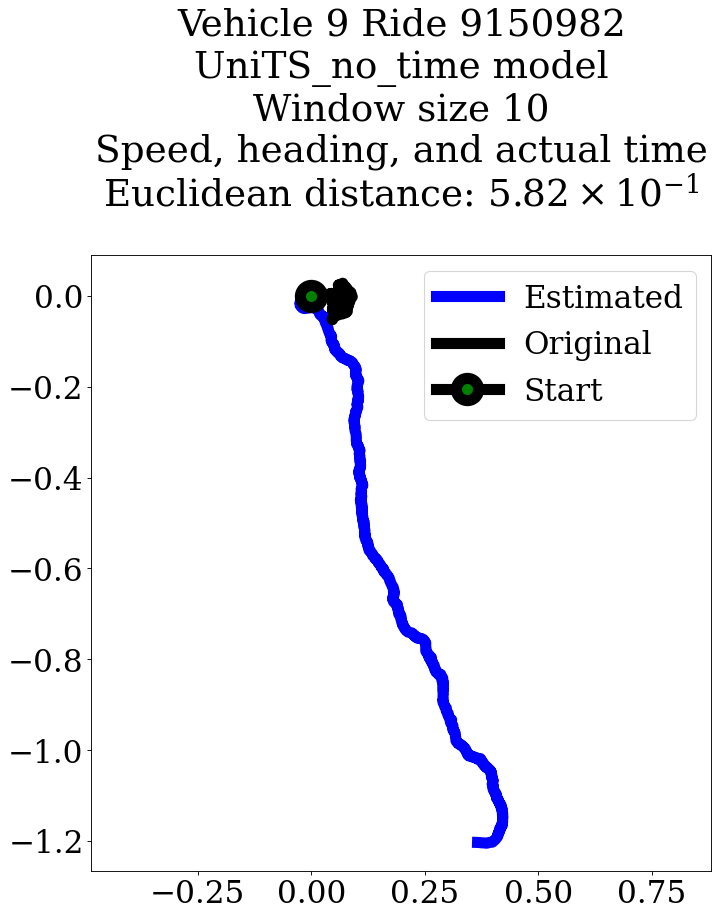 Vehicle 9 Ride 9150982
UniTS_no_time model
Window size 10
Speed, heading, and actual time
Euclidean distance: 5.82 × 10⁻¹
Estimated
Original
Start
0.0
−0.2
−0.4
−0.6
−0.8
−1.0
−1.2
−0.25 0.00 0.25 0.50 0.75